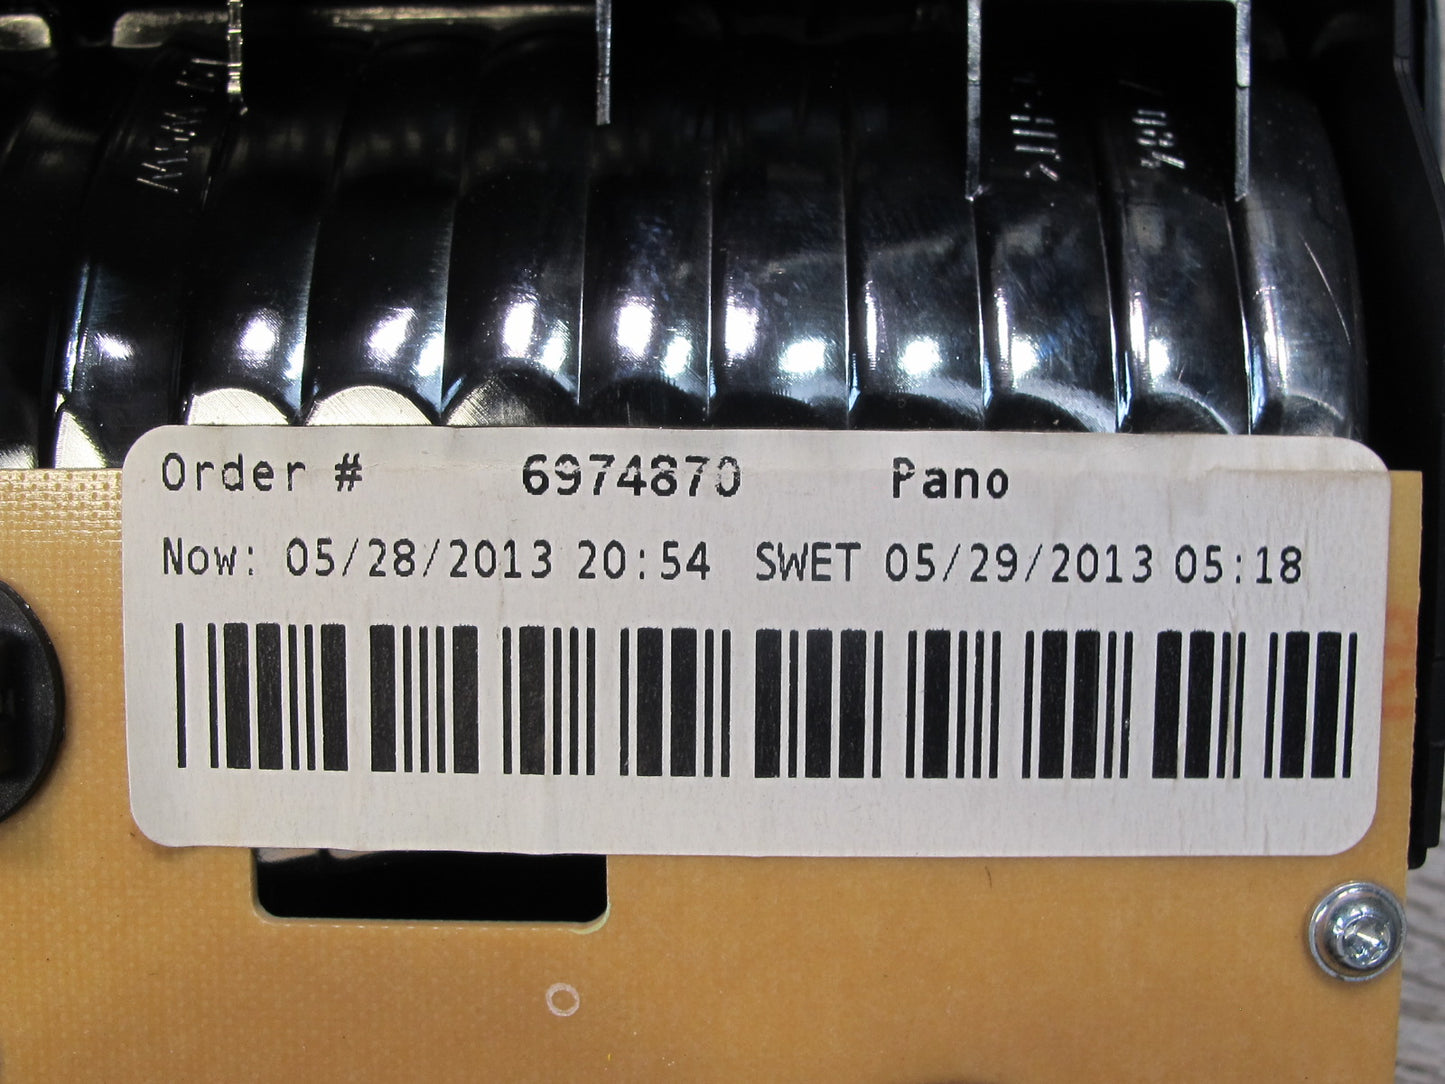 Order # 6974870 Pano
Now: 05/28/2013 20:54 SWET 05/29/2013 05:18